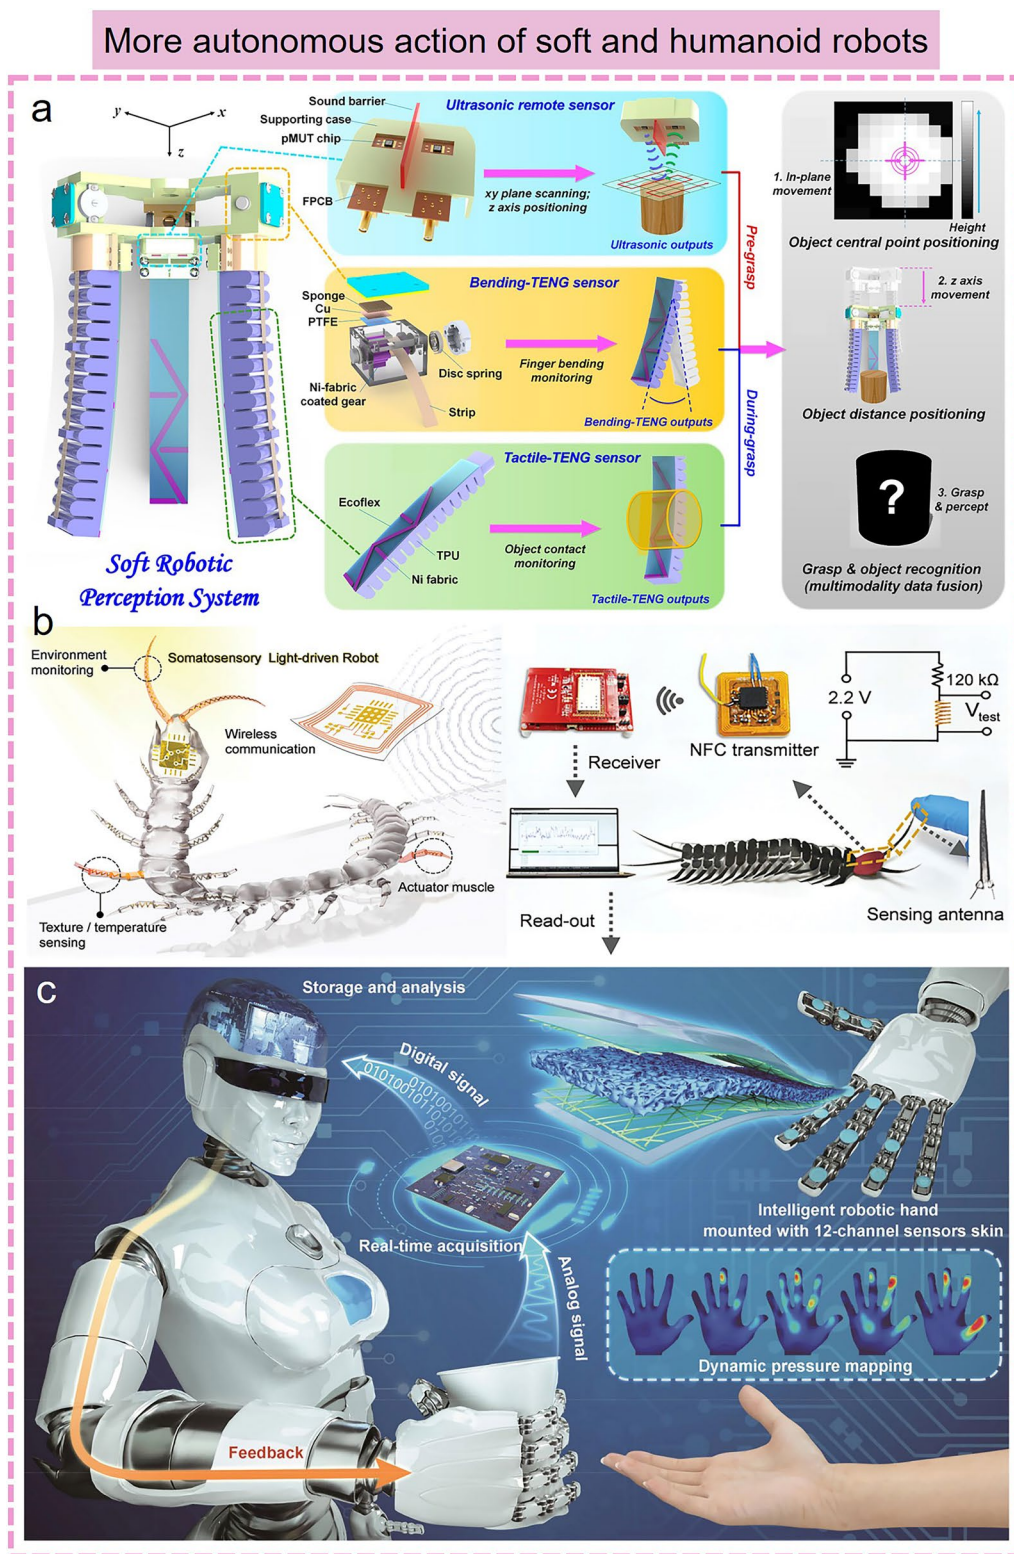 More autonomous action of soft and humanoid robots
a
y
x
z
Soft Robotic
Perception System
Sound barrier
Supporting case
pMUT chip
FPCB
Ultrasonic remote sensor
xy plane scanning;
z axis positioning
Ultrasonic outputs
Bending-TENG sensor
Sponge
Cu
PTFE
Ni-fabric
coated gear
Disc spring
Strip
Finger bending
monitoring
Bending-TENG outputs
Tactile-TENG sensor
Ecoflex
TPU
Ni fabric
Object contact
monitoring
Tactile-TENG outputs
Pre-grasp
During-grasp
1. In-plane
movement
Height
Object central point positioning
2. z axis
movement
Object distance positioning
?
3. Grasp
& percept
Grasp & object recognition
(multimodality data fusion)
b
Environment
monitoring
Somatosensory Light-driven Robot
Wireless
communication
Actuator muscle
Texture / temperature
sensing
Receiver
NFC transmitter
2.2 V
120 kΩ
Vtest
Read-out
Sensing antenna
c
Storage and analysis
Digital signal
Real-time acquisition
Analog signal
Feedback
Intelligent robotic hand
mounted with 12-channel sensors skin
Dynamic pressure mapping